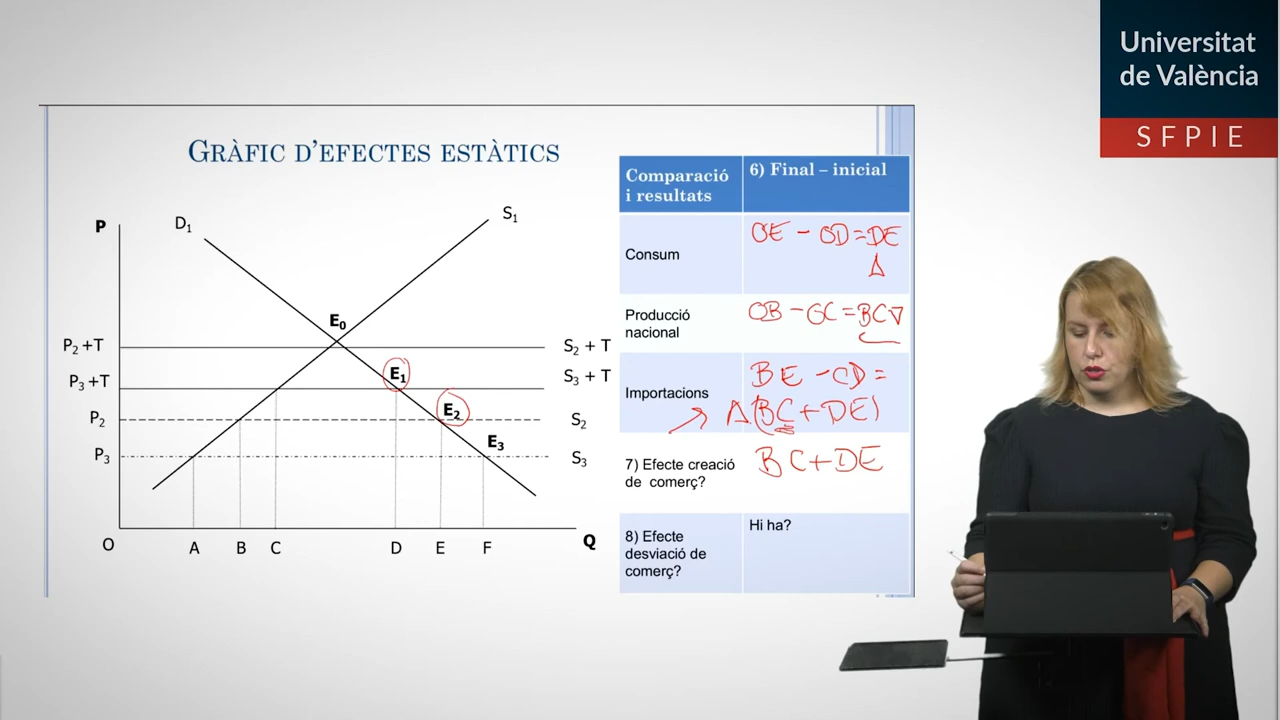 Universitat
de València
SFPIE
GRÀFIC D'EFECTES ESTÀTICS
P
D1
S1
E0
P2 +T
S2 + T
P3 +T
E1
S3 + T
P2
E2
S2
P3
E3
S3
O
A
B
C
D
E
F
Q
Comparació
i resultats
6) Final – inicial
Consum
OE - OD = DE
Δ
Producció
nacional
OB - OC = BC ∇
Importacions
BE - CD =
→ Δ (BC + DE)
7) Efecte creació
de comerç?
BC + DE
8) Efecte
desviació de
comerç?
Hi ha?